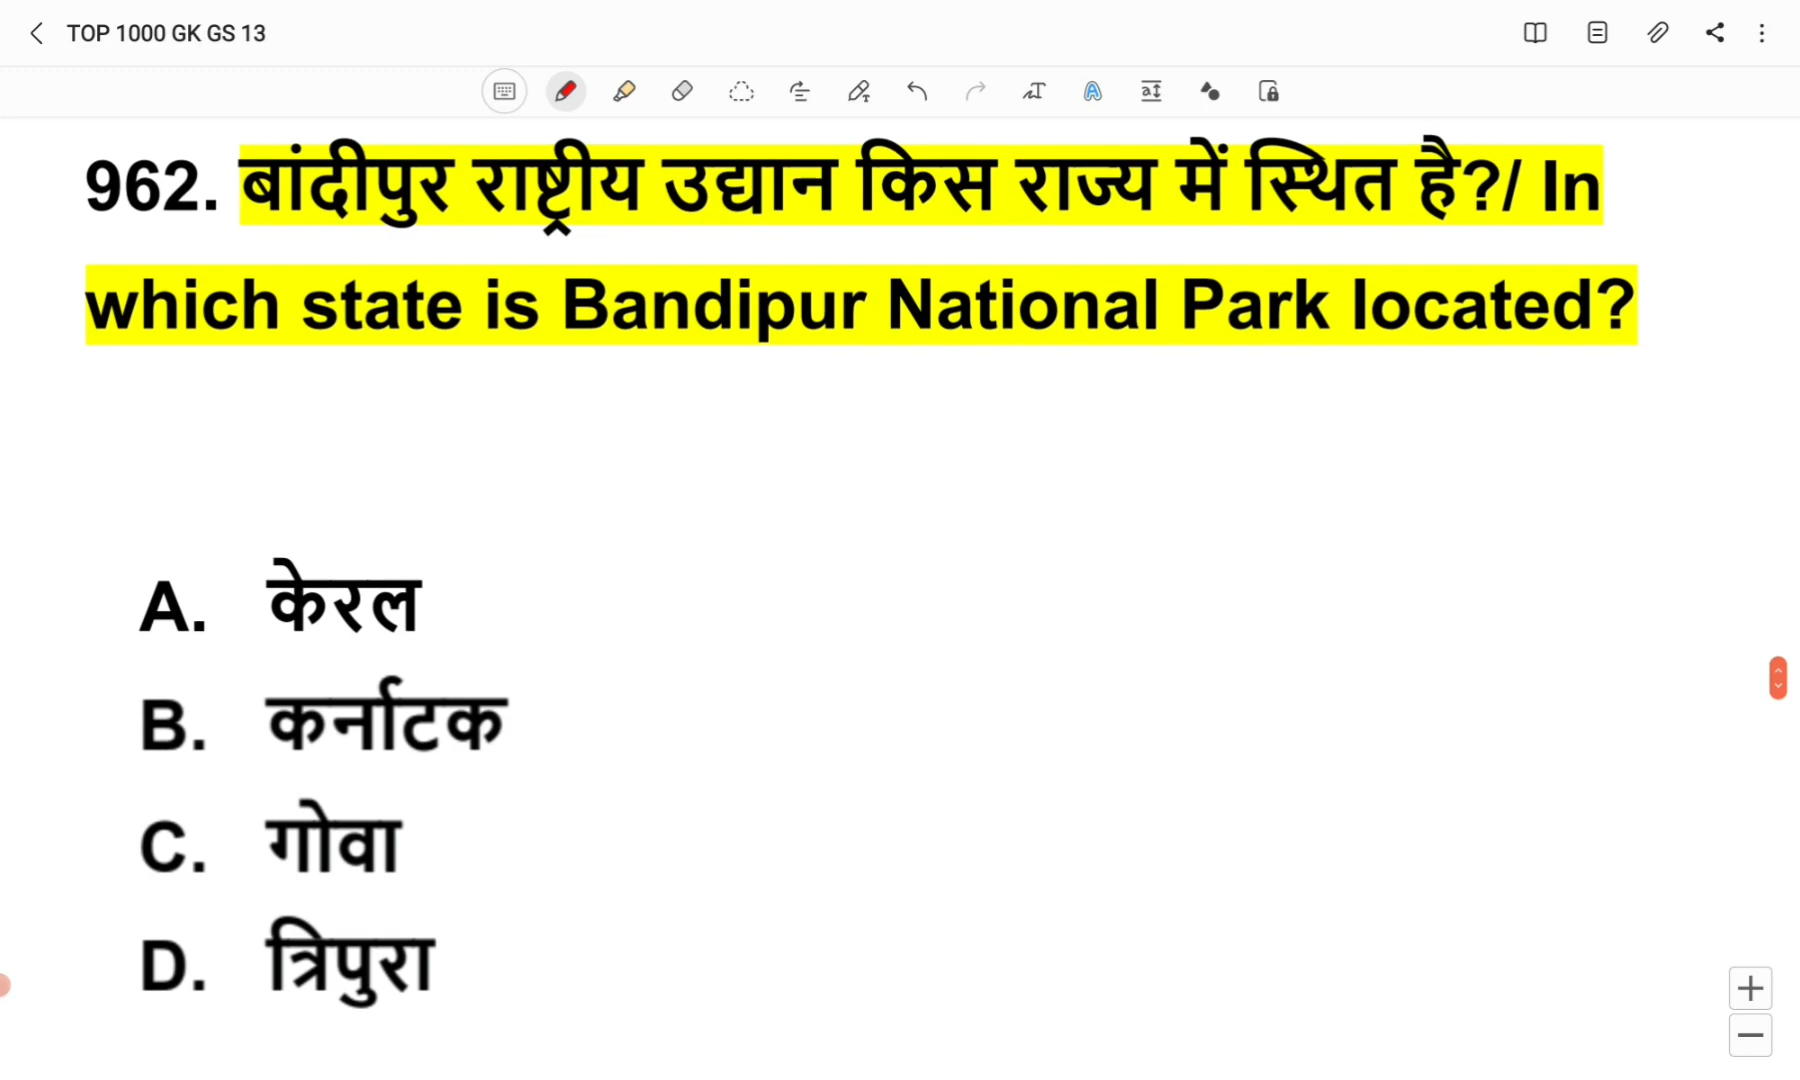 TOP 1000 GK GS 13
962. बांदीपुर राष्ट्रीय उद्यान किस राज्य में स्थित है?/ In
which state is Bandipur National Park located?
A. केरल
B. कर्नाटक
C. गोवा
D. त्रिपुरा